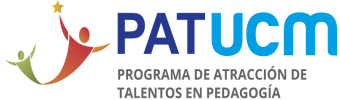 PATUCM
PROGRAMA DE ATRACCIÓN DE
TALENTOS EN PEDAGOGÍA